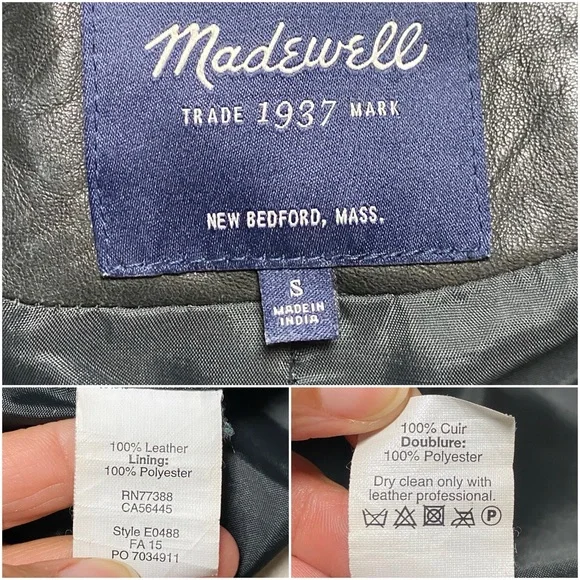 Madewell
TRADE 1937 MARK
NEW BEDFORD, MASS.
S
MADE IN
INDIA
100% Leather
Lining:
100% Polyester
RN77388
CA56445
Style E0488
FA 15
PO 7034911
100% Cuir
Doublure:
100% Polyester
Dry clean only with
leather professional.
P